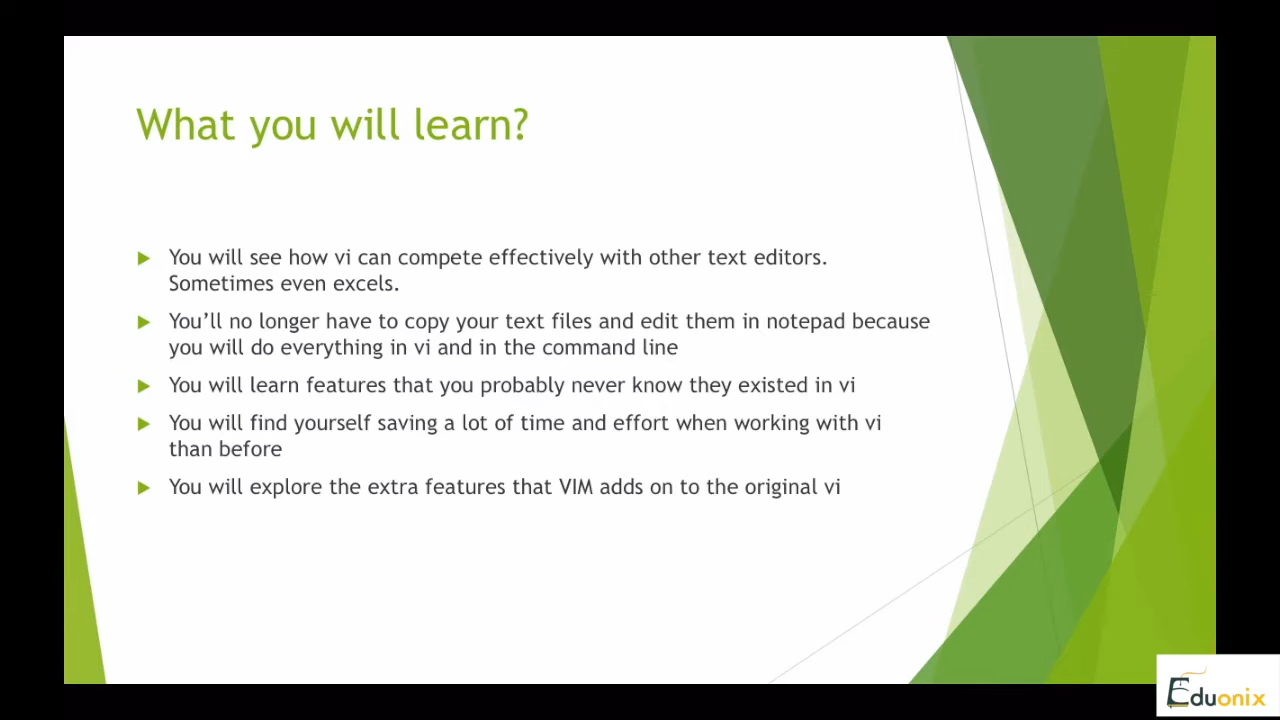 What you will learn?
You will see how vi can compete effectively with other text editors.
Sometimes even excels.
You’ll no longer have to copy your text files and edit them in notepad because
you will do everything in vi and in the command line
You will learn features that you probably never know they existed in vi
You will find yourself saving a lot of time and effort when working with vi
than before
You will explore the extra features that VIM adds on to the original vi
Eduonix